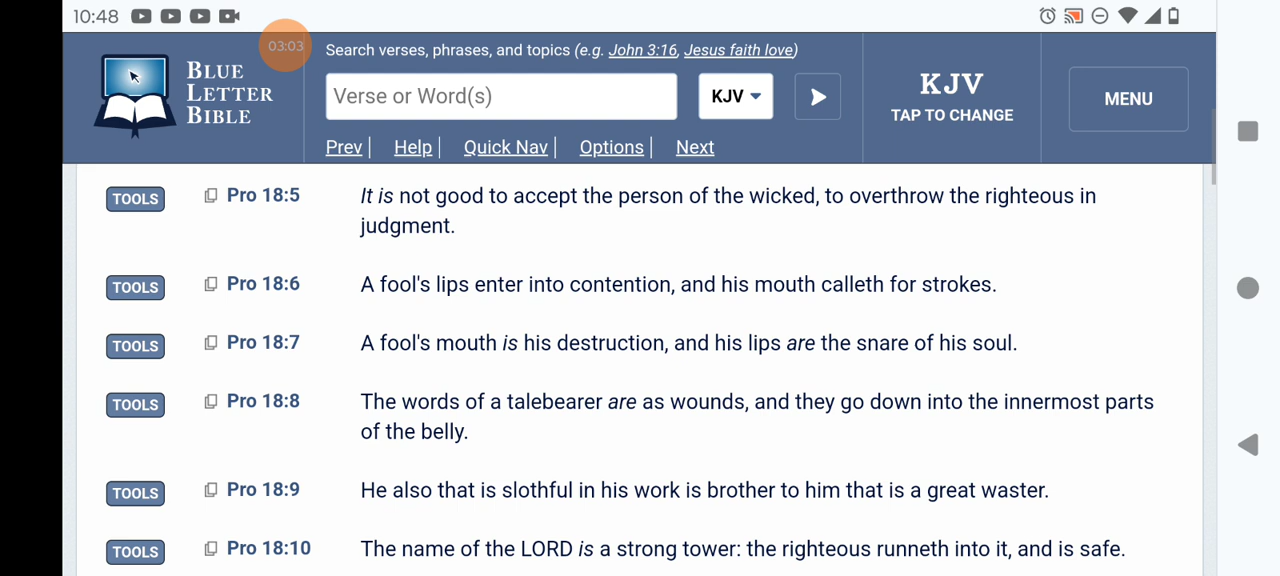 10:48
03:03
BLUE
LETTER
BIBLE
Search verses, phrases, and topics (e.g. John 3:16, Jesus faith love)
Verse or Word(s)
KJV
KJV
TAP TO CHANGE
MENU
Prev | Help | Quick Nav | Options | Next
TOOLS Pro 18:5 It is not good to accept the person of the wicked, to overthrow the righteous in
judgment.
TOOLS Pro 18:6 A fool's lips enter into contention, and his mouth calleth for strokes.
TOOLS Pro 18:7 A fool's mouth is his destruction, and his lips are the snare of his soul.
TOOLS Pro 18:8 The words of a talebearer are as wounds, and they go down into the innermost parts
of the belly.
TOOLS Pro 18:9 He also that is slothful in his work is brother to him that is a great waster.
TOOLS Pro 18:10 The name of the LORD is a strong tower: the righteous runneth into it, and is safe.